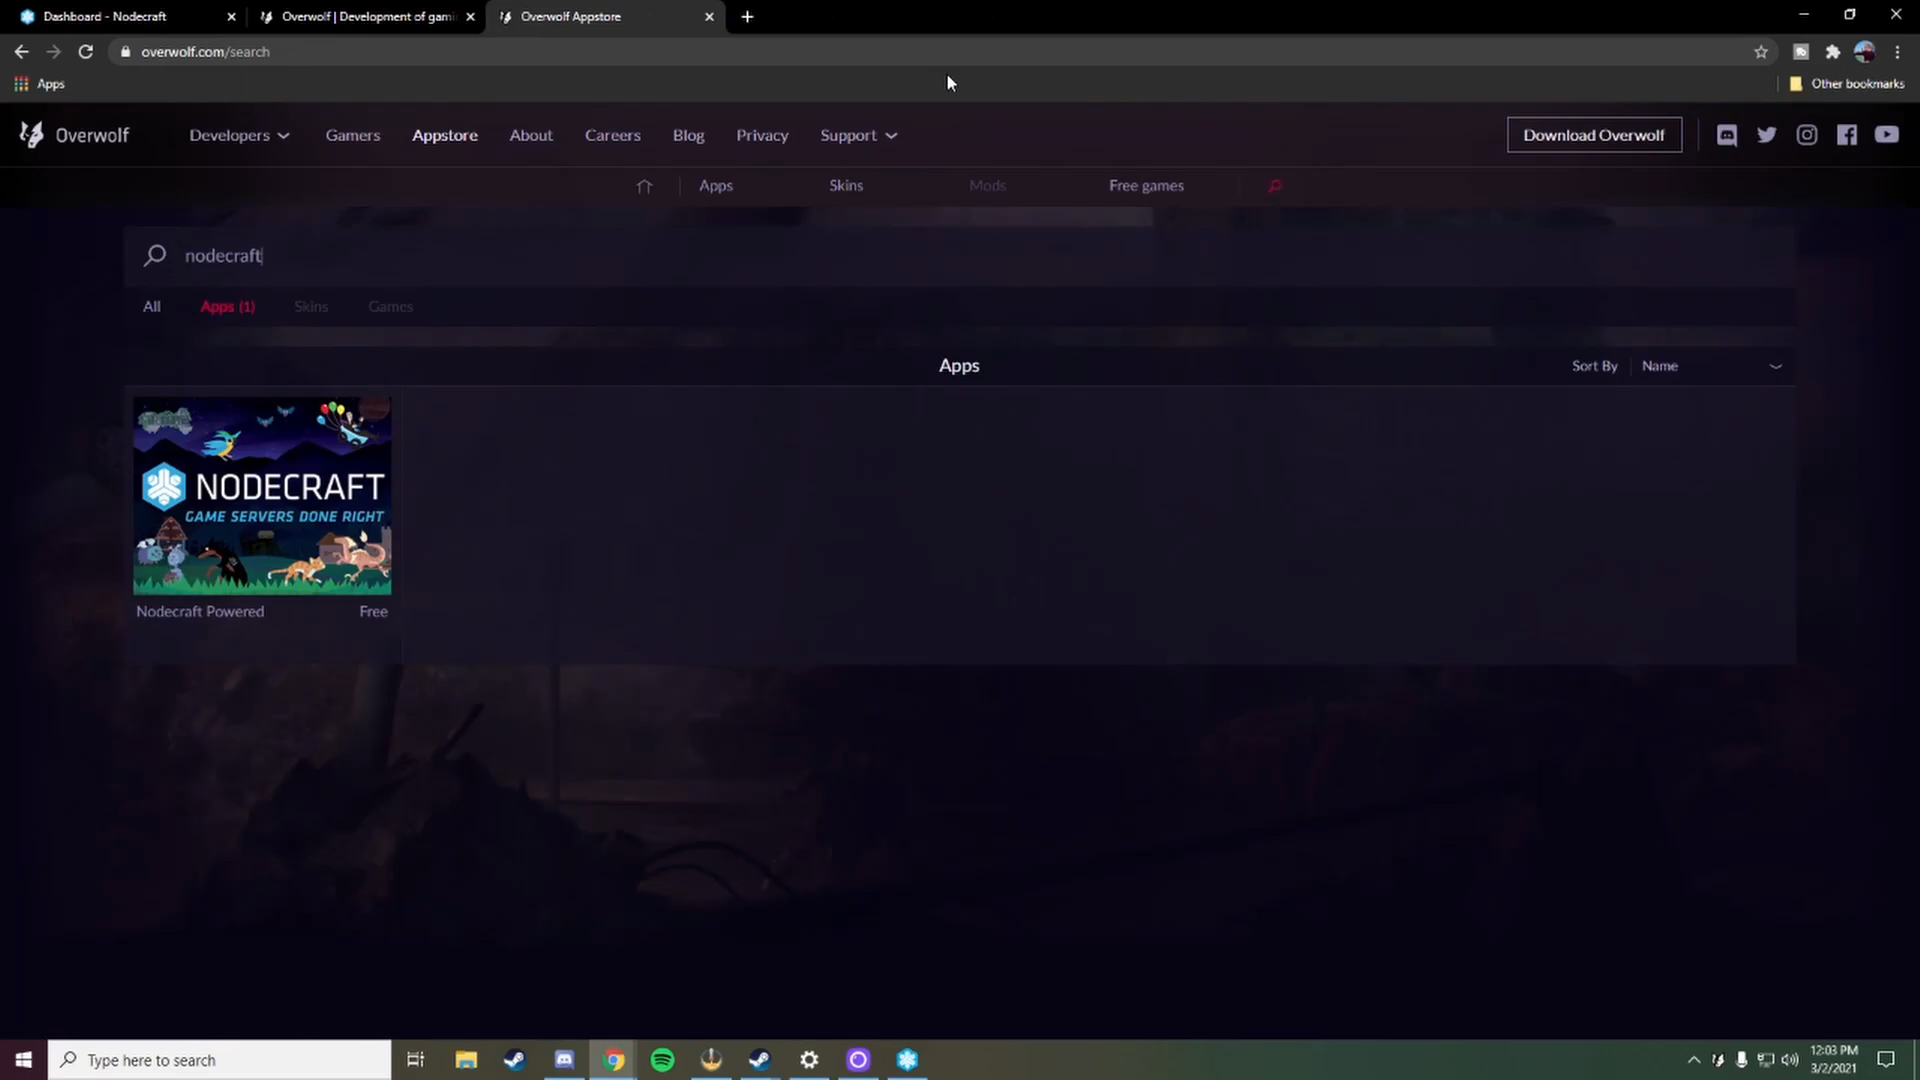 Dashboard - Nodecraft
Overwolf | Development of gami
Overwolf Appstore
overwolf.com/search
Apps
Other bookmarks
Overwolf
Developers
Gamers
Appstore
About
Careers
Blog
Privacy
Support
Download Overwolf
Apps
Skins
Mods
Free games
nodecraft
All
Apps (1)
Skins
Games
Apps
Sort By
Name
NODECRAFT
GAME SERVERS DONE RIGHT
Nodecraft Powered
Free
Type here to search
12:03 PM
3/2/2021